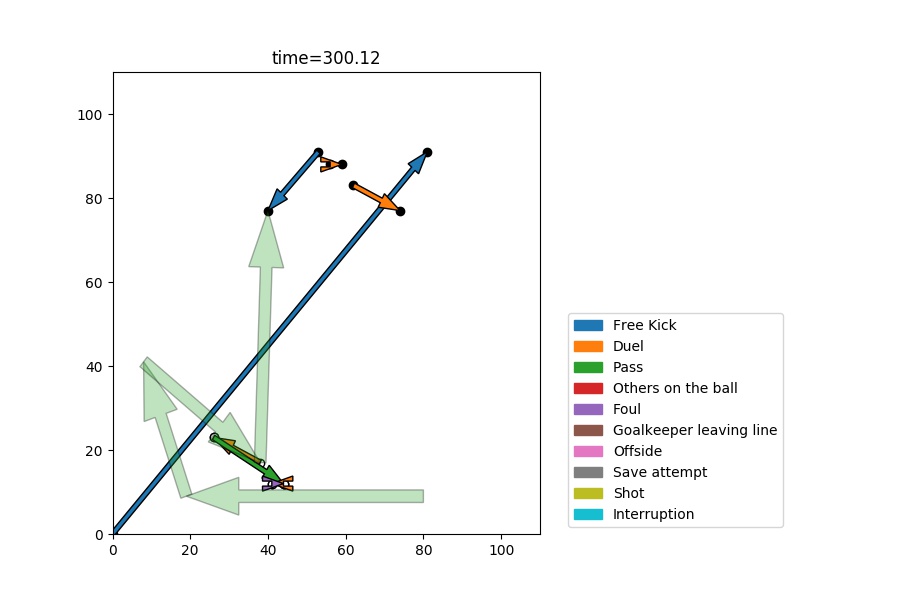 time=300.12
100
80
60
40
20
0
0 20 40 60 80 100
Free Kick
Duel
Pass
Others on the ball
Foul
Goalkeeper leaving line
Offside
Save attempt
Shot
Interruption